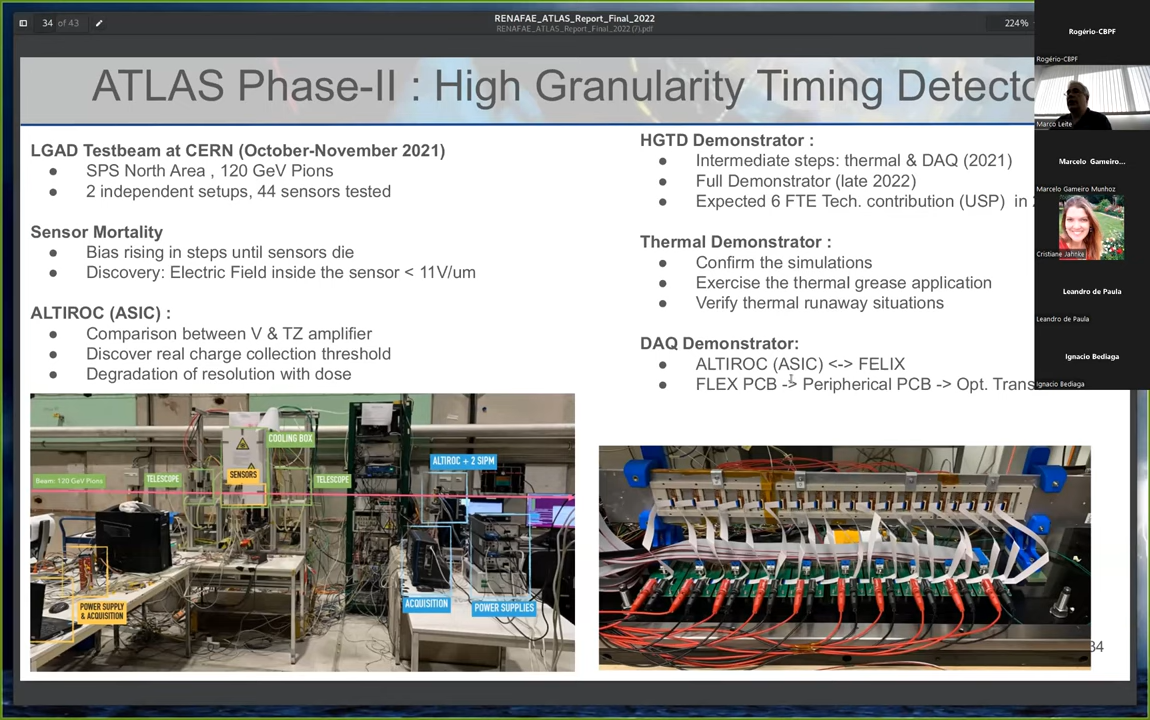 34 of 43
RENAFAE_ATLAS_Report_Final_2022
RENAFAE_ATLAS_Report_Final_2022 (7).pdf
224%
ATLAS Phase-II : High Granularity Timing Detecto
LGAD Testbeam at CERN (October-November 2021)
● SPS North Area , 120 GeV Pions
● 2 independent setups, 44 sensors tested
Sensor Mortality
● Bias rising in steps until sensors die
● Discovery: Electric Field inside the sensor < 11V/um
ALTIROC (ASIC) :
● Comparison between V & TZ amplifier
● Discover real charge collection threshold
● Degradation of resolution with dose
HGTD Demonstrator :
● Intermediate steps: thermal & DAQ (2021)
● Full Demonstrator (late 2022)
● Expected 6 FTE Tech. contribution (USP) in
Thermal Demonstrator :
● Confirm the simulations
● Exercise the thermal grease application
● Verify thermal runaway situations
DAQ Demonstrator:
● ALTIROC (ASIC) <-> FELIX
● FLEX PCB -> Peripherical PCB -> Opt. Trans
Beam: 120 GeV Pions
TELESCOPE
SENSORS
COOLING BOX
TELESCOPE
ALTIROC + 2 SIPM
POWER SUPPLY
& ACQUISITION
ACQUISITION
POWER SUPPLIES
34
Rogério-CBPF
Rogério-CBPF
Marco Leite
Marcelo Gameiro...
Marcelo Gameiro Munhoz
Cristiane Jahnke
Leandro de Paula
Leandro de Paula
Ignacio Bediaga
Ignacio Bediaga